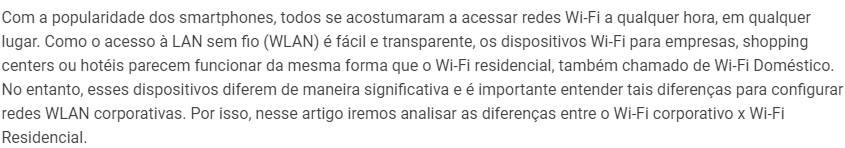 Com a popularidade dos smartphones, todos se acostumaram a acessar redes Wi-Fi a qualquer hora, em qualquer
lugar. Como o acesso à LAN sem fio (WLAN) é fácil e transparente, os dispositivos Wi-Fi para empresas, shopping
centers ou hotéis parecem funcionar da mesma forma que o Wi-Fi residencial, também chamado de Wi-Fi Doméstico.
No entanto, esses dispositivos diferem de maneira significativa e é importante entender tais diferenças para configurar
redes WLAN corporativas. Por isso, nesse artigo iremos analisar as diferenças entre o Wi-Fi corporativo x Wi-Fi
Residencial.